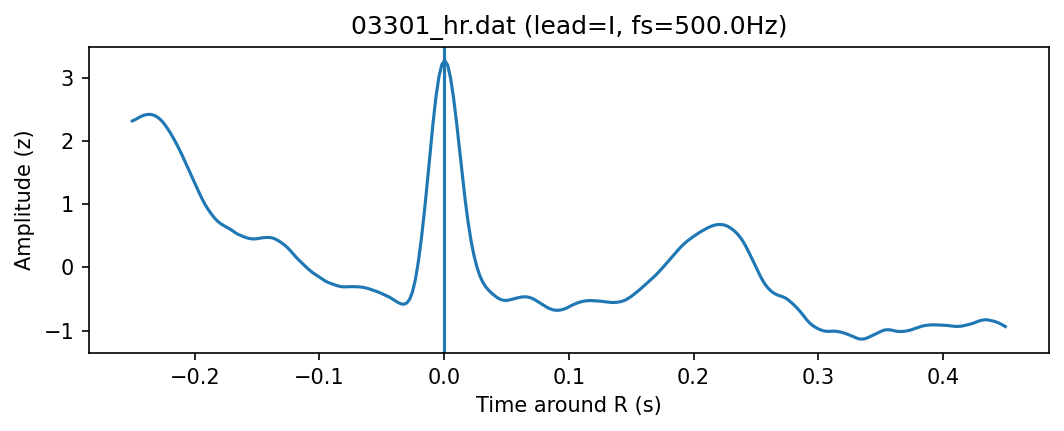 03301_hr.dat (lead=I, fs=500.0Hz)
3
2
1
0
−1
Amplitude (z)
−0.2 −0.1 0.0 0.1 0.2 0.3 0.4
Time around R (s)